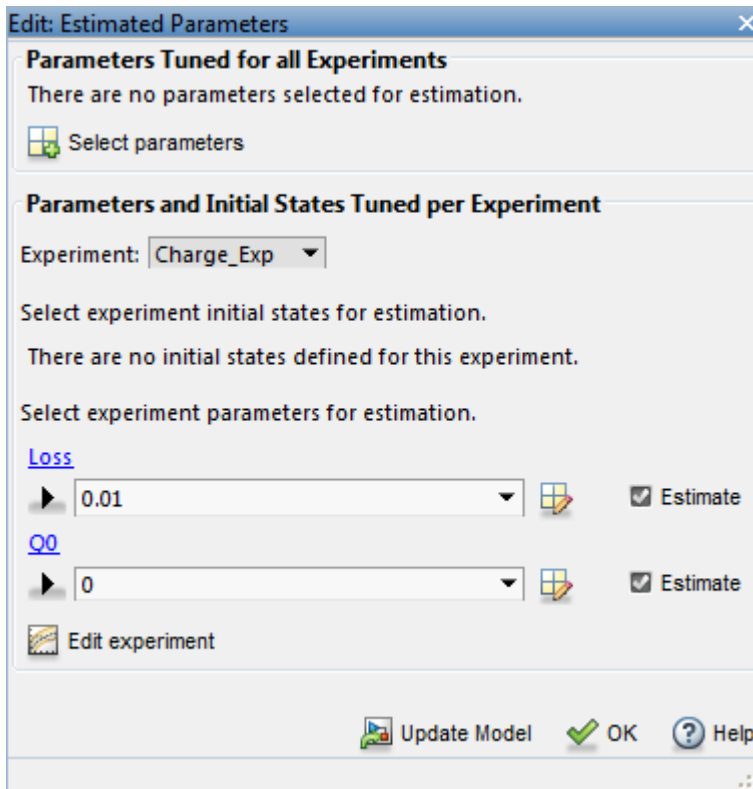 Edit: Estimated Parameters
Parameters Tuned for all Experiments
There are no parameters selected for estimation.
Select parameters
Parameters and Initial States Tuned per Experiment
Experiment: Charge_Exp
Select experiment initial states for estimation.
There are no initial states defined for this experiment.
Select experiment parameters for estimation.
Loss
0.01 Estimate
Q0
0 Estimate
Edit experiment
Update Model OK Help